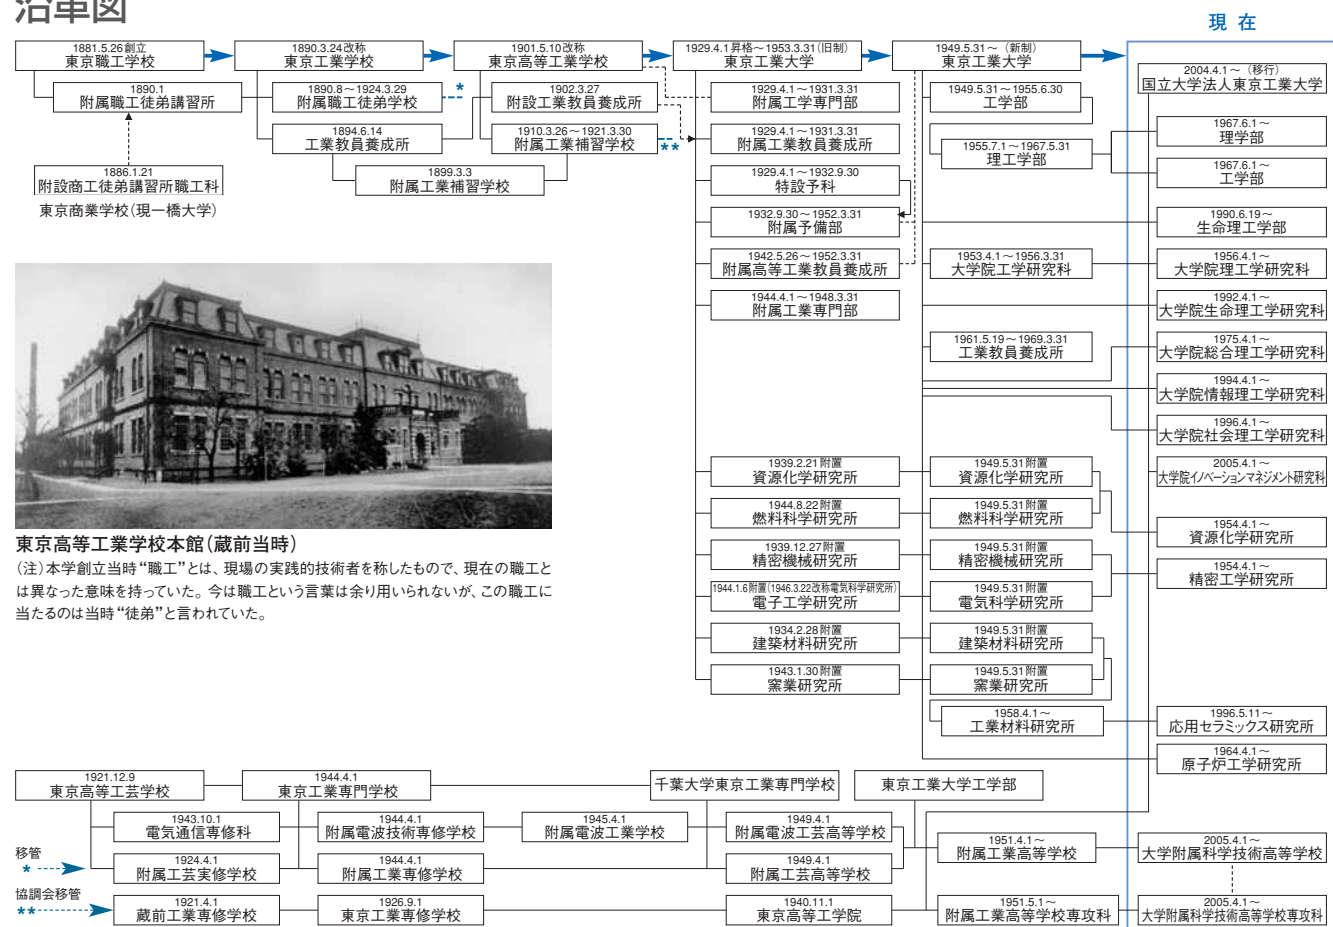 沿革図
現在
1881.5.26創立
東京職工学校
1890.3.24改称
東京工業学校
1901.5.10改称
東京高等工業学校
1929.4.1昇格～1953.3.31(旧制)
東京工業大学
1949.5.31～(新制)
東京工業大学
2004.4.1～(移行)
国立大学法人東京工業大学
1890.1
附属職工徒弟講習所
1890.8～1924.3.29
附属職工徒弟学校
*
1902.3.27
附設工業教員養成所
1929.4.1～1931.3.31
附属工学専門部
1949.5.31～1955.6.30
工学部
1894.6.14
工業教員養成所
1910.3.26～1921.3.30
附属工業補習学校
**
1929.4.1～1931.3.31
附属工業教員養成所
1955.7.1～1967.5.31
理工学部
1967.6.1～
理学部
1886.1.21
附設商工徒弟講習所職工科
東京商業学校(現一橋大学)
1899.3.3
附属工業補習学校
1929.4.1～1932.9.30
特設予科
1967.6.1～
工学部
1932.9.30～1952.3.31
附属予備部
1990.6.19～
生命理工学部
1942.5.26～1952.3.31
附属高等工業教員養成所
1953.4.1～1956.3.31
大学院工学研究科
1956.4.1～
大学院理工学研究科
1944.4.1～1948.3.31
附属工業専門部
1992.4.1～
大学院生命理工学研究科
1961.5.19～1969.3.31
工業教員養成所
1975.4.1～
大学院総合理工学研究科
1994.4.1～
大学院情報理工学研究科
1996.4.1～
大学院社会理工学研究科
1939.2.21附置
資源化学研究所
1949.5.31附置
資源化学研究所
2005.4.1～
大学院イノベーションマネジメント研究科
1944.8.22附置
燃料科学研究所
1949.5.31附置
燃料科学研究所
1954.4.1～
資源化学研究所
1939.12.27附置
精密機械研究所
1949.5.31附置
精密機械研究所
1954.4.1～
精密工学研究所
1944.1.6附置(1946.3.22改称電気科学研究所)
電子工学研究所
1949.5.31附置
電気科学研究所
1934.2.28附置
建築材料研究所
1949.5.31附置
建築材料研究所
1943.1.30附置
窯業研究所
1949.5.31附置
窯業研究所
1958.4.1～
工業材料研究所
1996.5.11～
応用セラミックス研究所
1964.4.1～
原子炉工学研究所
東京高等工業学校本館(蔵前当時)
(注)本学創立当時“職工”とは、現場の実践的技術者を称したもので、現在の職工と
は異なった意味を持っていた。今は職工という言葉は余り用いられないが、この職工に
当たるのは当時“徒弟”と言われていた。
1921.12.9
東京高等工芸学校
1944.4.1
東京工業専門学校
千葉大学東京工業専門学校
東京工業大学工学部
1943.10.1
電気通信専修科
1944.4.1
附属電波技術専修学校
1945.4.1
附属電波工業学校
1949.4.1
附属電波工芸高等学校
移管
*
1924.4.1
附属工芸実修学校
1944.4.1
附属工業専修学校
1949.4.1
附属工芸高等学校
1951.4.1～
附属工業高等学校
2005.4.1～
大学附属科学技術高等学校
協調会移管
**
1921.4.1
蔵前工業専修学校
1926.9.1
東京工業専修学校
1940.11.1
東京高等工学院
1951.5.1～
附属工業高等学校専攻科
2005.4.1～
大学附属科学技術高等学校専攻科